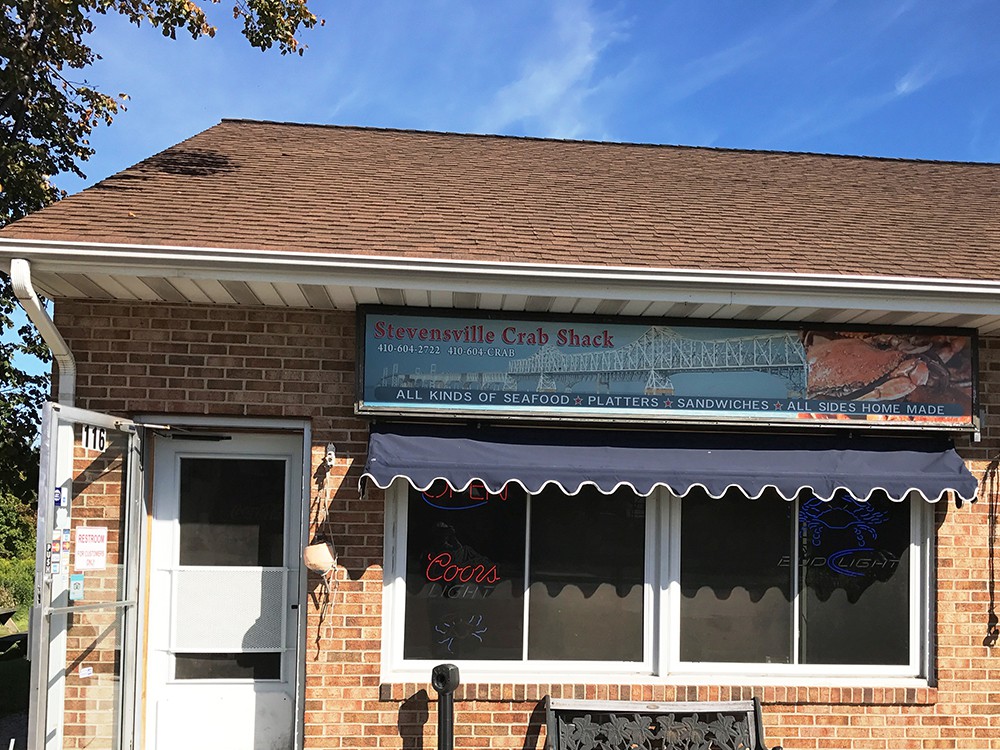 Stevensville Crab Shack
410-604-2722 410-604-CRAB
ALL KINDS OF SEAFOOD ☆ PLATTERS ☆ SANDWICHES ☆ ALL SIDES HOME MADE
116
RESTROOM
FOR CUSTOMERS
ONLY
OPEN
Coors
LIGHT
BUD LIGHT